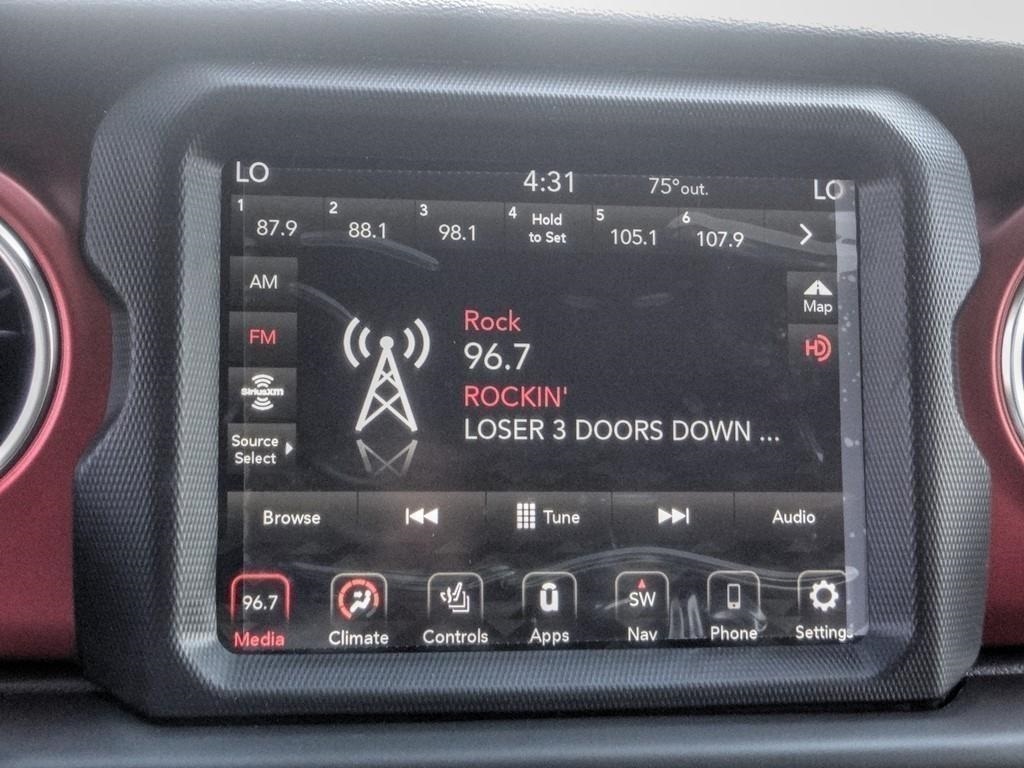 LO 4:31 75°out. LO
1 87.9 2 88.1 3 98.1 4 Hold to Set 5 105.1 6 107.9
AM
Map
FM
HD
SiriusXM
Source
Select
Rock
96.7
ROCKIN'
LOSER 3 DOORS DOWN ...
Browse Tune Audio
96.7 SW
Media Climate Controls Apps Nav Phone Settings